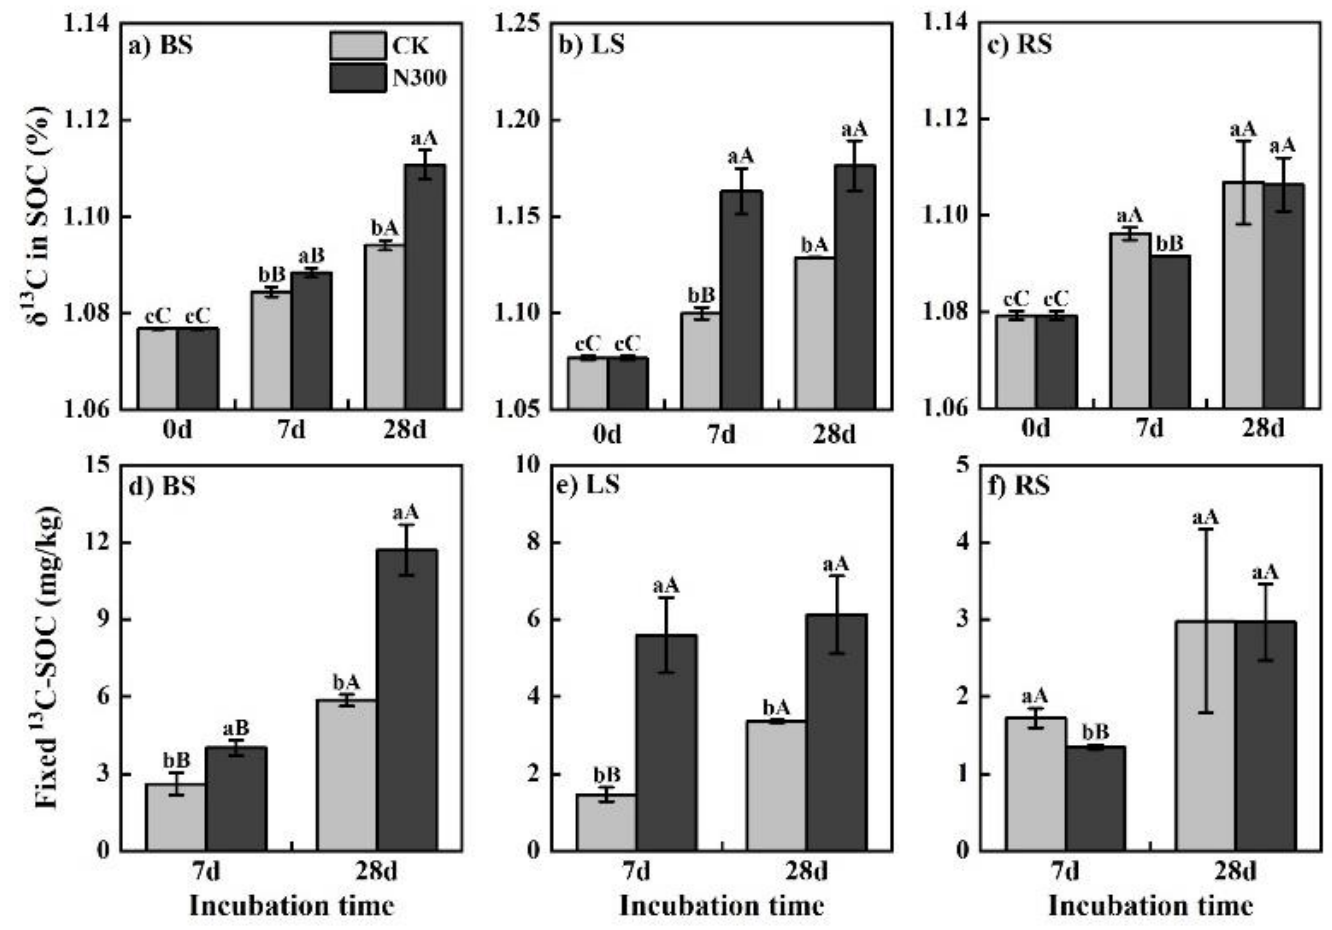 a) BS
CK
N300
1.14
1.12
1.10
1.08
1.06
δ¹³C in SOC (%)
cC cC
bB aB
bA aA
0d 7d 28d
b) LS
1.25
1.20
1.15
1.10
1.05
cC cC
bB aA
bA aA
0d 7d 28d
c) RS
1.14
1.12
1.10
1.08
1.06
cC cC
aA bB
aA aA
0d 7d 28d
d) BS
15
12
9
6
3
0
Fixed ¹³C-SOC (mg/kg)
bB aB
bA aA
7d 28d
Incubation time
e) LS
10
8
6
4
2
0
bB aA
bA aA
7d 28d
Incubation time
f) RS
5
4
3
2
1
0
aA bB
aA aA
7d 28d
Incubation time